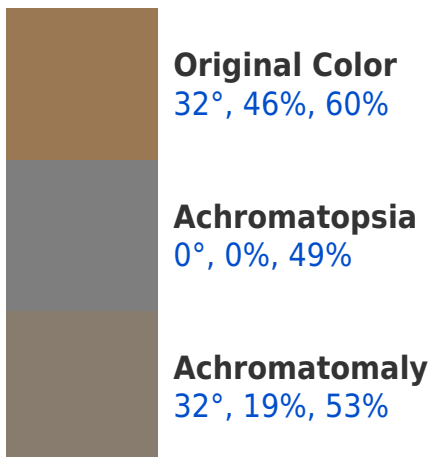 Original Color
32°, 46%, 60%
Achromatopsia
0°, 0%, 49%
Achromatomaly
32°, 19%, 53%